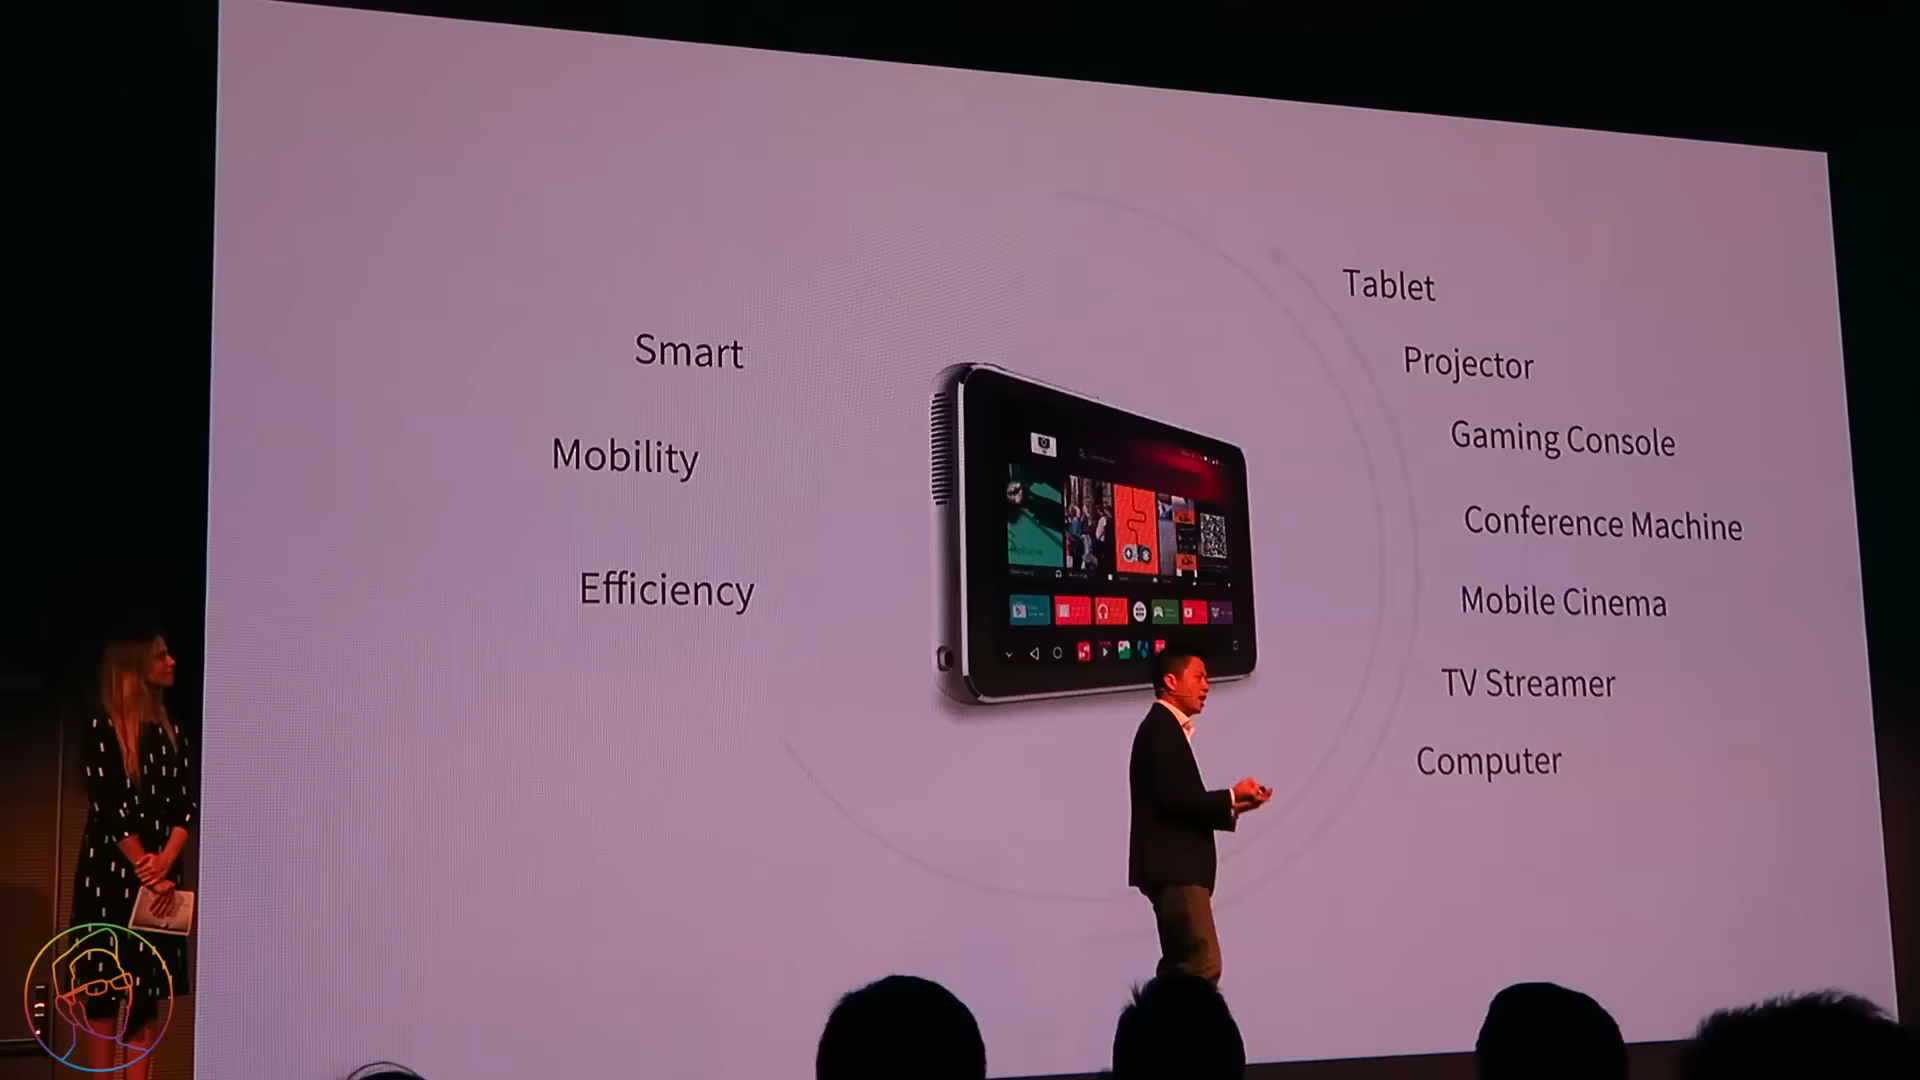 Smart
Mobility
Efficiency
Tablet
Projector
Gaming Console
Conference Machine
Mobile Cinema
TV Streamer
Computer